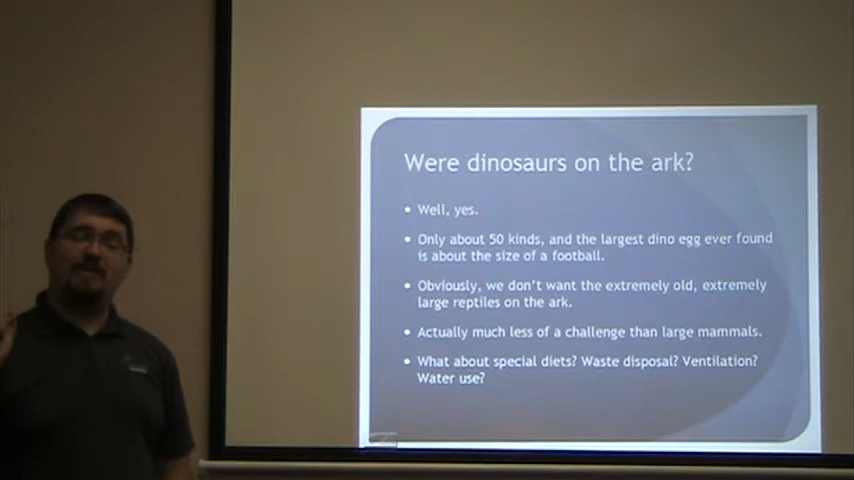 Were dinosaurs on the ark?
• Well, yes.
• Only about 50 kinds, and the largest dino egg ever found
is about the size of a football.
• Obviously, we don't want the extremely old, extremely
large reptiles on the ark.
• Actually much less of a challenge than large mammals.
• What about special diets? Waste disposal? Ventilation?
Water use?